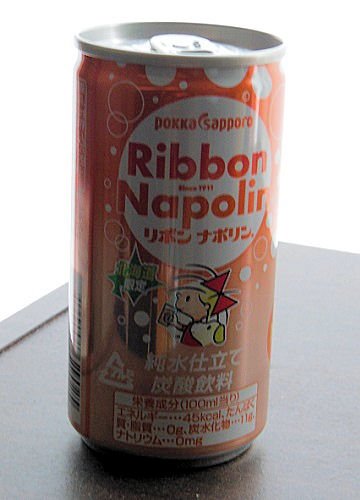 pokka sapporo
Ribbon
Since 1911
Napolin
リボン ナポリン
北海道
限定
純水仕立て
炭酸飲料
アルミ
栄養成分(100ml当り)
エネルギー…45kcal、たんぱく
質・脂質…0g、炭水化物…11g、
ナトリウム…0mg